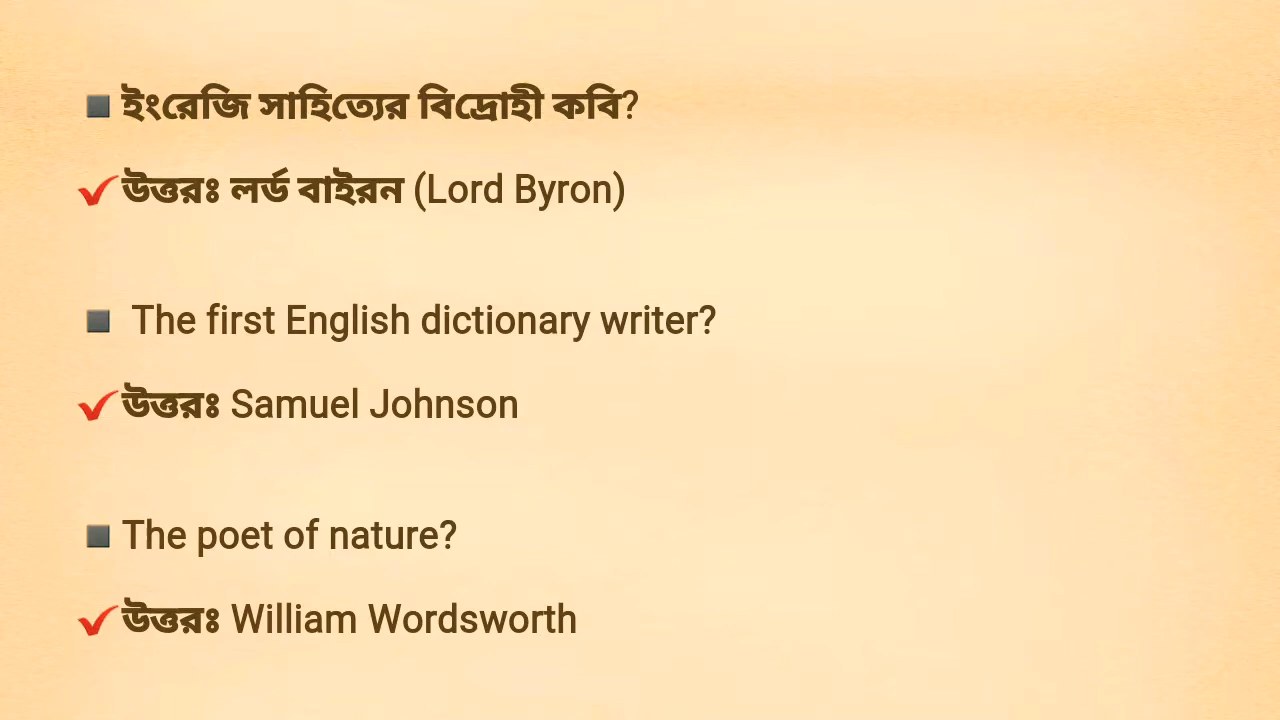 ইংরেজি সাহিত্যের বিদ্রোহী কবি?
উত্তরঃ লর্ড বাইরন (Lord Byron)
The first English dictionary writer?
উত্তরঃ Samuel Johnson
The poet of nature?
উত্তরঃ William Wordsworth